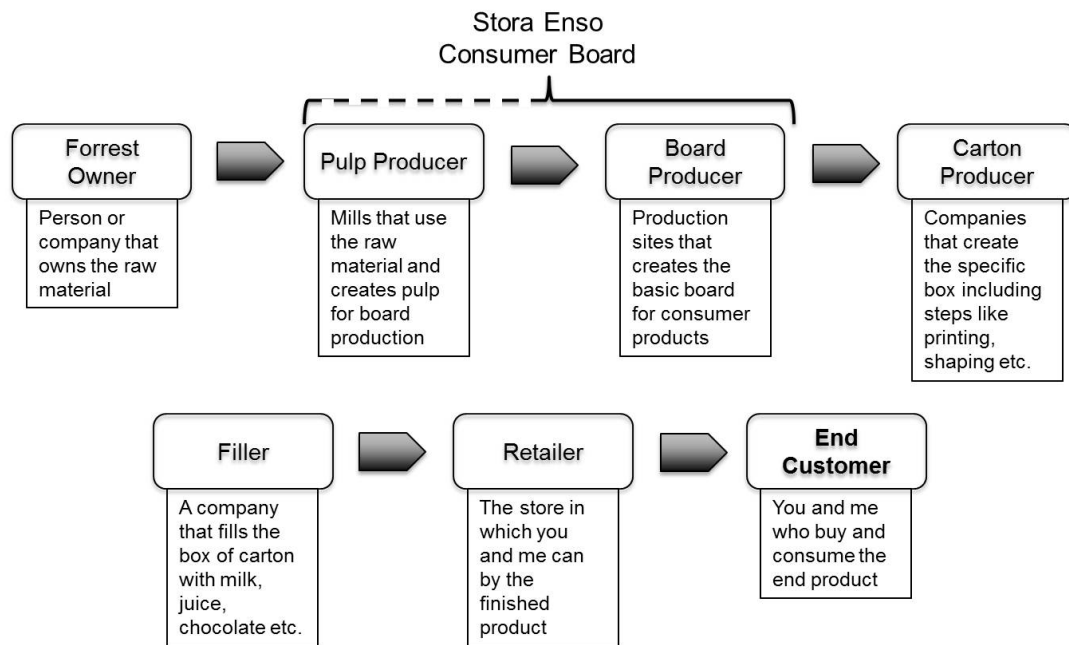 Stora Enso
Consumer Board
Forrest
Owner
Person or
company that
owns the raw
material
Pulp Producer
Mills that use
the raw
material and
creates pulp
for board
production
Board
Producer
Production
sites that
creates the
basic board
for consumer
products
Carton
Producer
Companies
that create
the specific
box including
steps like
printing,
shaping etc.
Filler
A company
that fills the
box of carton
with milk,
juice,
chocolate etc.
Retailer
The store in
which you
and me can
by the
finished
product
End
Customer
You and me
who buy and
consume the
end product